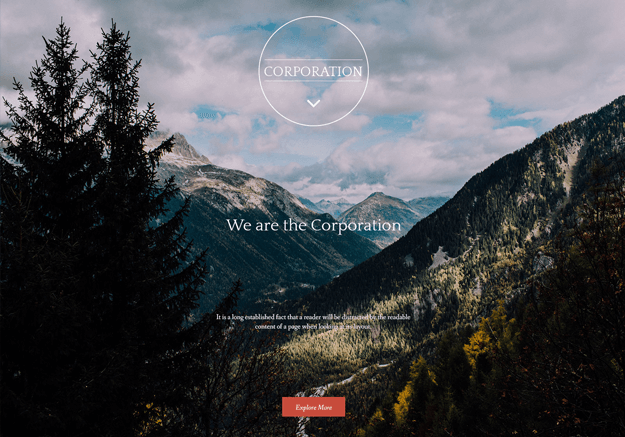 CORPORATION
We are the Corporation
It is a long established fact that a reader will be distracted by the readable
content of a page when looking at its layout.
Explore More